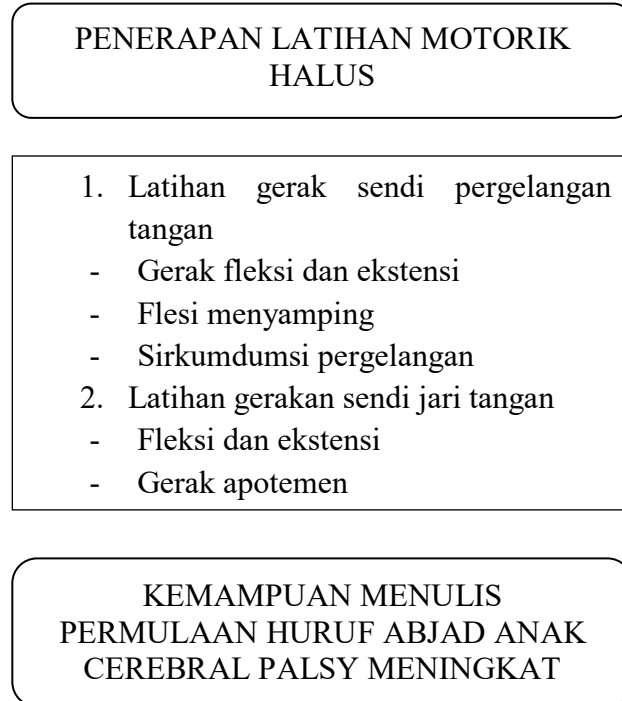 PENERAPAN LATIHAN MOTORIK
HALUS
1. Latihan gerak sendi pergelangan
tangan
- Gerak fleksi dan ekstensi
- Flesi menyamping
- Sirkumdumsi pergelangan
2. Latihan gerakan sendi jari tangan
- Fleksi dan ekstensi
- Gerak apotemen
KEMAMPUAN MENULIS
PERMULAAN HURUF ABJAD ANAK
CEREBRAL PALSY MENINGKAT